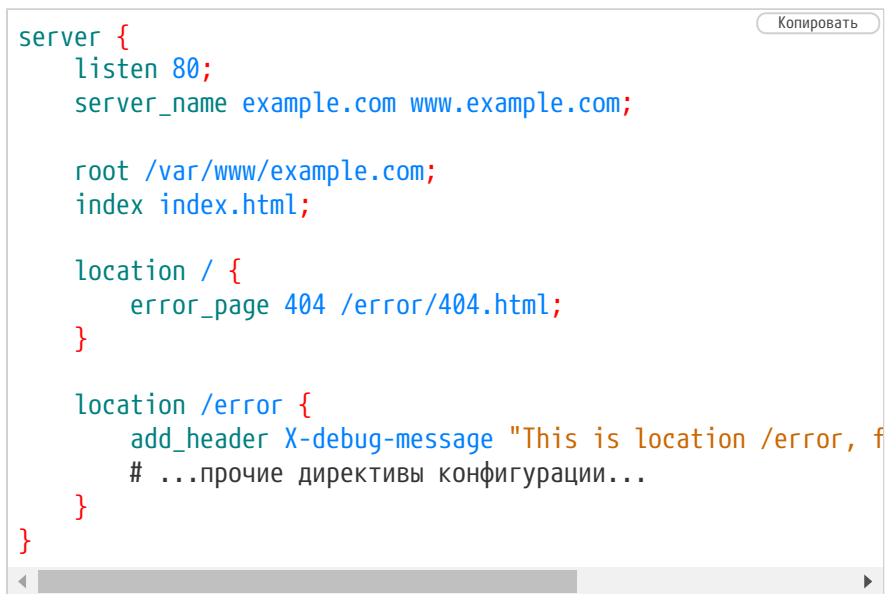 Копировать
server {
    listen 80;
    server_name example.com www.example.com;

    root /var/www/example.com;
    index index.html;

    location / {
        error_page 404 /error/404.html;
    }

    location /error {
        add_header X-debug-message "This is location /error, f
        # ...прочие директивы конфигурации...
    }
}